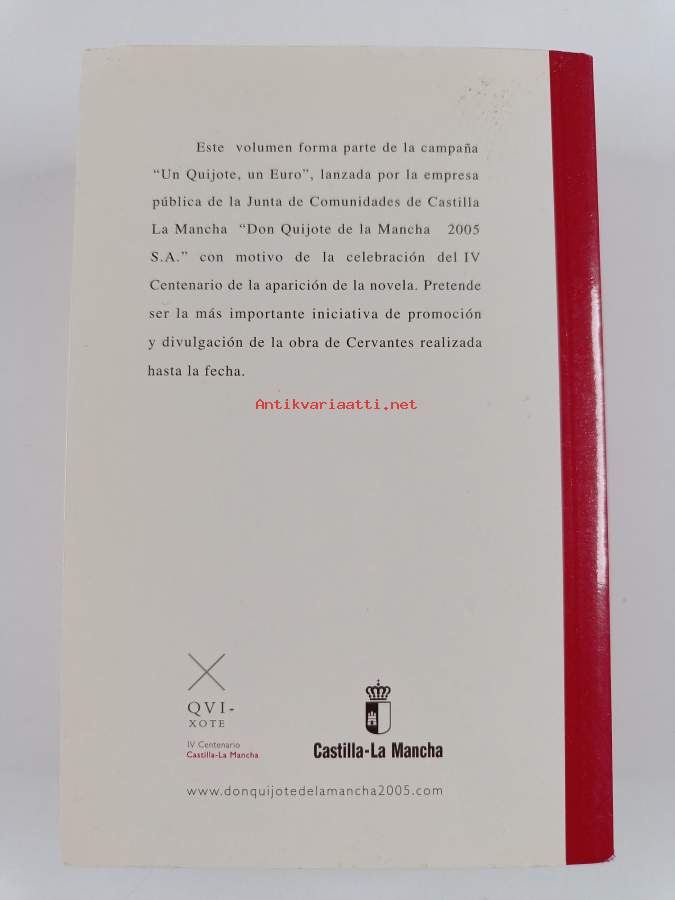 Este volumen forma parte de la campaña
“Un Quijote, un Euro”, lanzada por la empresa
pública de la Junta de Comunidades de Castilla
La Mancha “Don Quijote de la Mancha 2005
S.A.” con motivo de la celebración del IV
Centenario de la aparición de la novela. Pretende
ser la más importante iniciativa de promoción
y divulgación de la obra de Cervantes realizada
hasta la fecha.
Antikvariaatti.net
QVI-
XOTE
IV Centenario
Castilla-La Mancha
Castilla-La Mancha
www.donquijotedelamancha2005.com